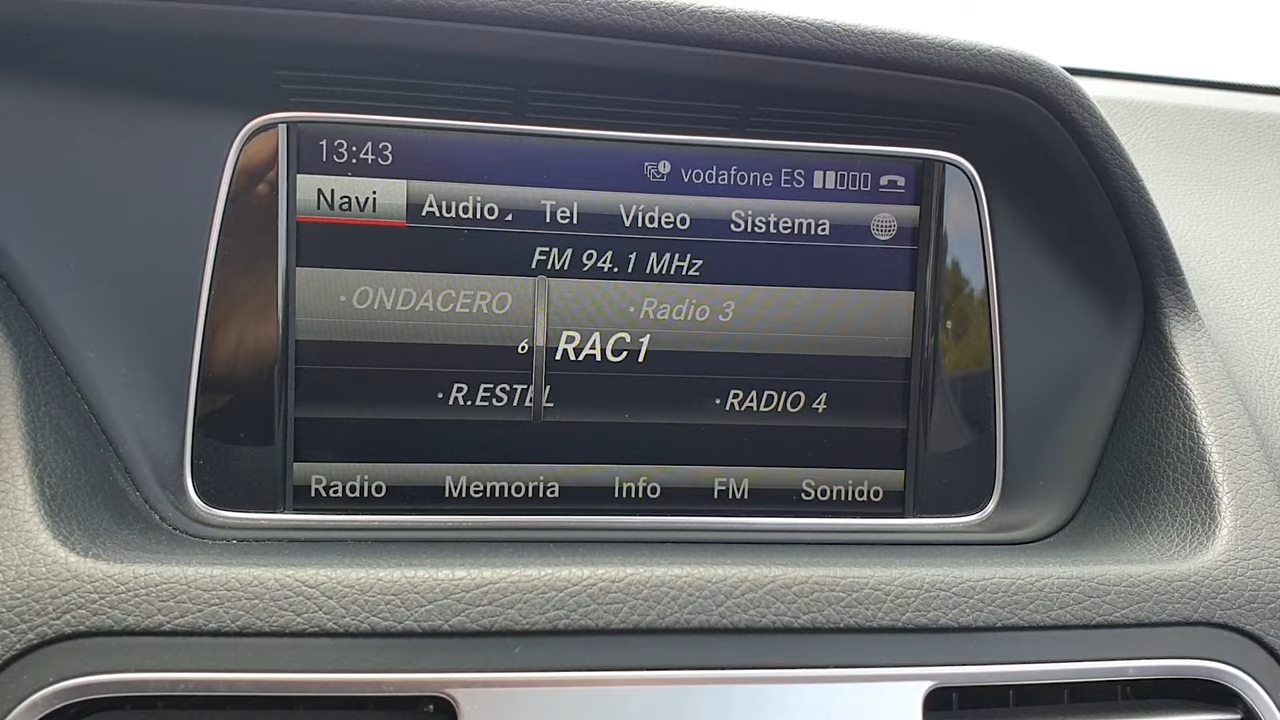 13:43
vodafone ES
Navi Audio Tel Vídeo Sistema
FM 94.1 MHz
·ONDACERO ·Radio 3
6 RAC1
·R.ESTEL ·RADIO 4
Radio Memoria Info FM Sonido